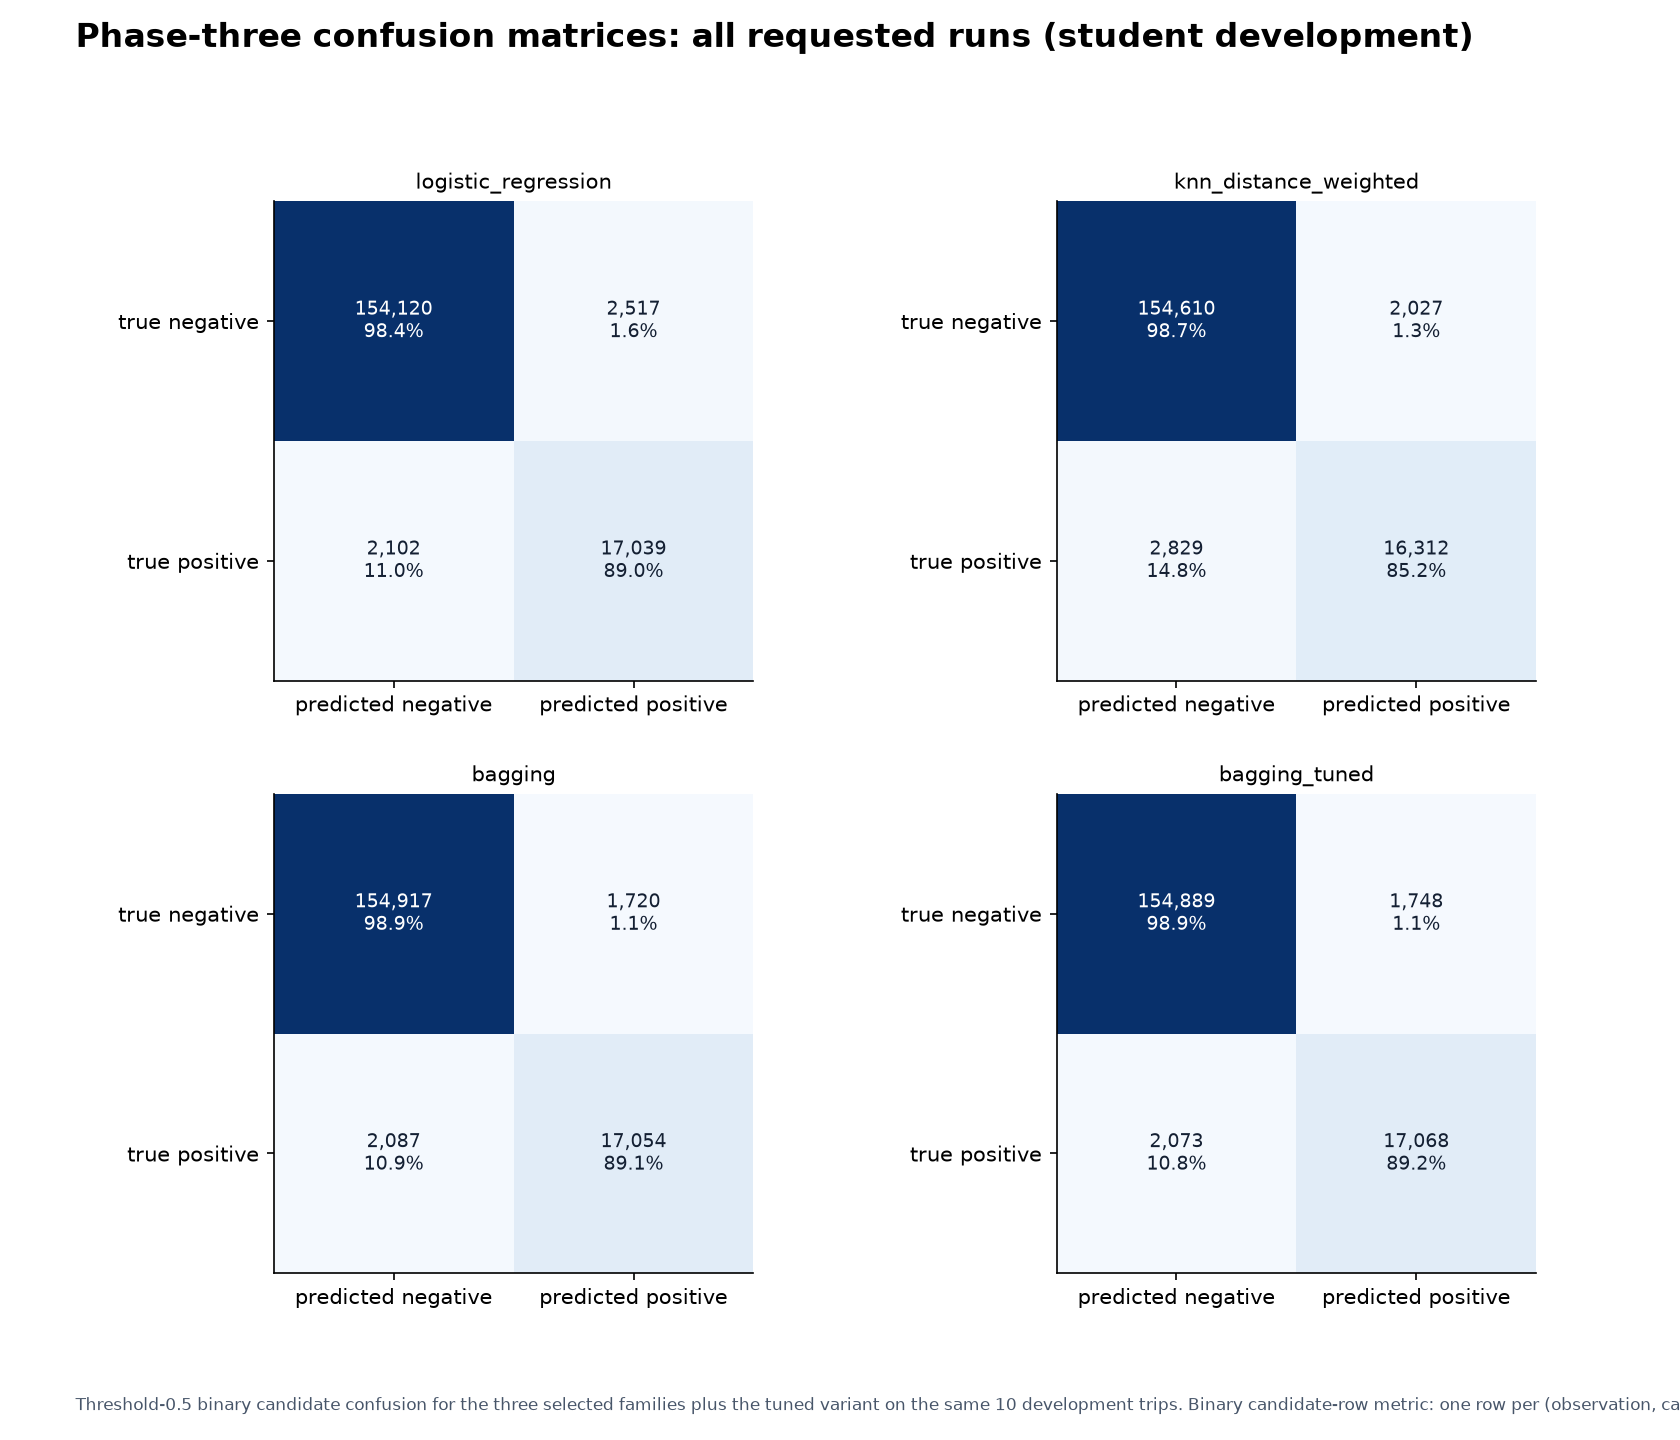 Phase-three confusion matrices: all requested runs (student development)
logistic_regression
true negative
154,120
98.4%
2,517
1.6%
true positive
2,102
11.0%
17,039
89.0%
predicted negative
predicted positive
knn_distance_weighted
true negative
154,610
98.7%
2,027
1.3%
true positive
2,829
14.8%
16,312
85.2%
predicted negative
predicted positive
bagging
true negative
154,917
98.9%
1,720
1.1%
true positive
2,087
10.9%
17,054
89.1%
predicted negative
predicted positive
bagging_tuned
true negative
154,889
98.9%
1,748
1.1%
true positive
2,073
10.8%
17,068
89.2%
predicted negative
predicted positive
Threshold-0.5 binary candidate confusion for the three selected families plus the tuned variant on the same 10 development trips. Binary candidate-row metric: one row per (observation, ca